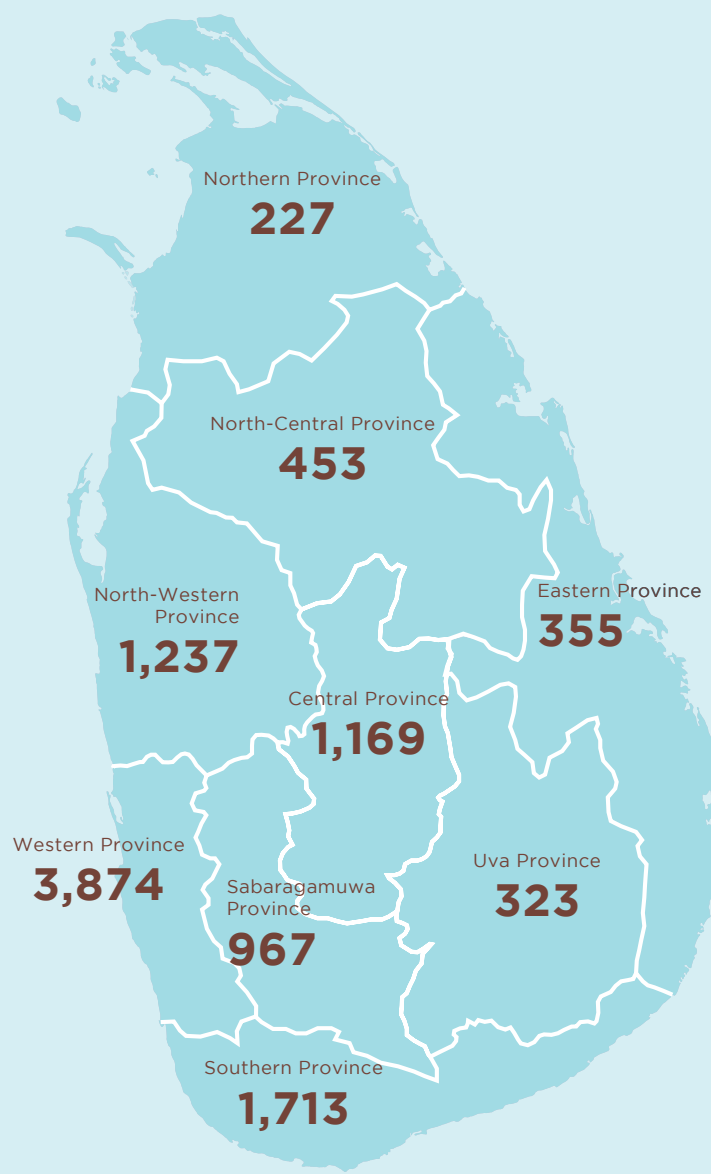 Northern Province
227
North-Central Province
453
North-Western
Province
1,237
Eastern Province
355
Central Province
1,169
Western Province
3,874
Sabaragamuwa
Province
967
Uva Province
323
Southern Province
1,713